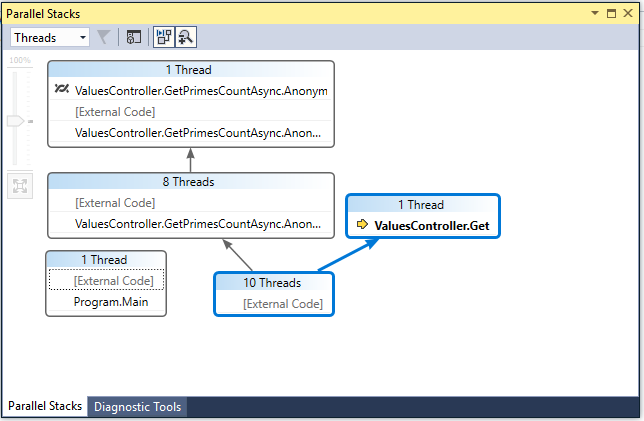 Parallel Stacks
Threads
100%
1 Thread
ValuesController.GetPrimesCountAsync.Anonym
[External Code]
ValuesController.GetPrimesCountAsync.Anon...
8 Threads
[External Code]
ValuesController.GetPrimesCountAsync.Anon...
1 Thread
ValuesController.Get
1 Thread
[External Code]
Program.Main
10 Threads
[External Code]
Parallel Stacks
Diagnostic Tools